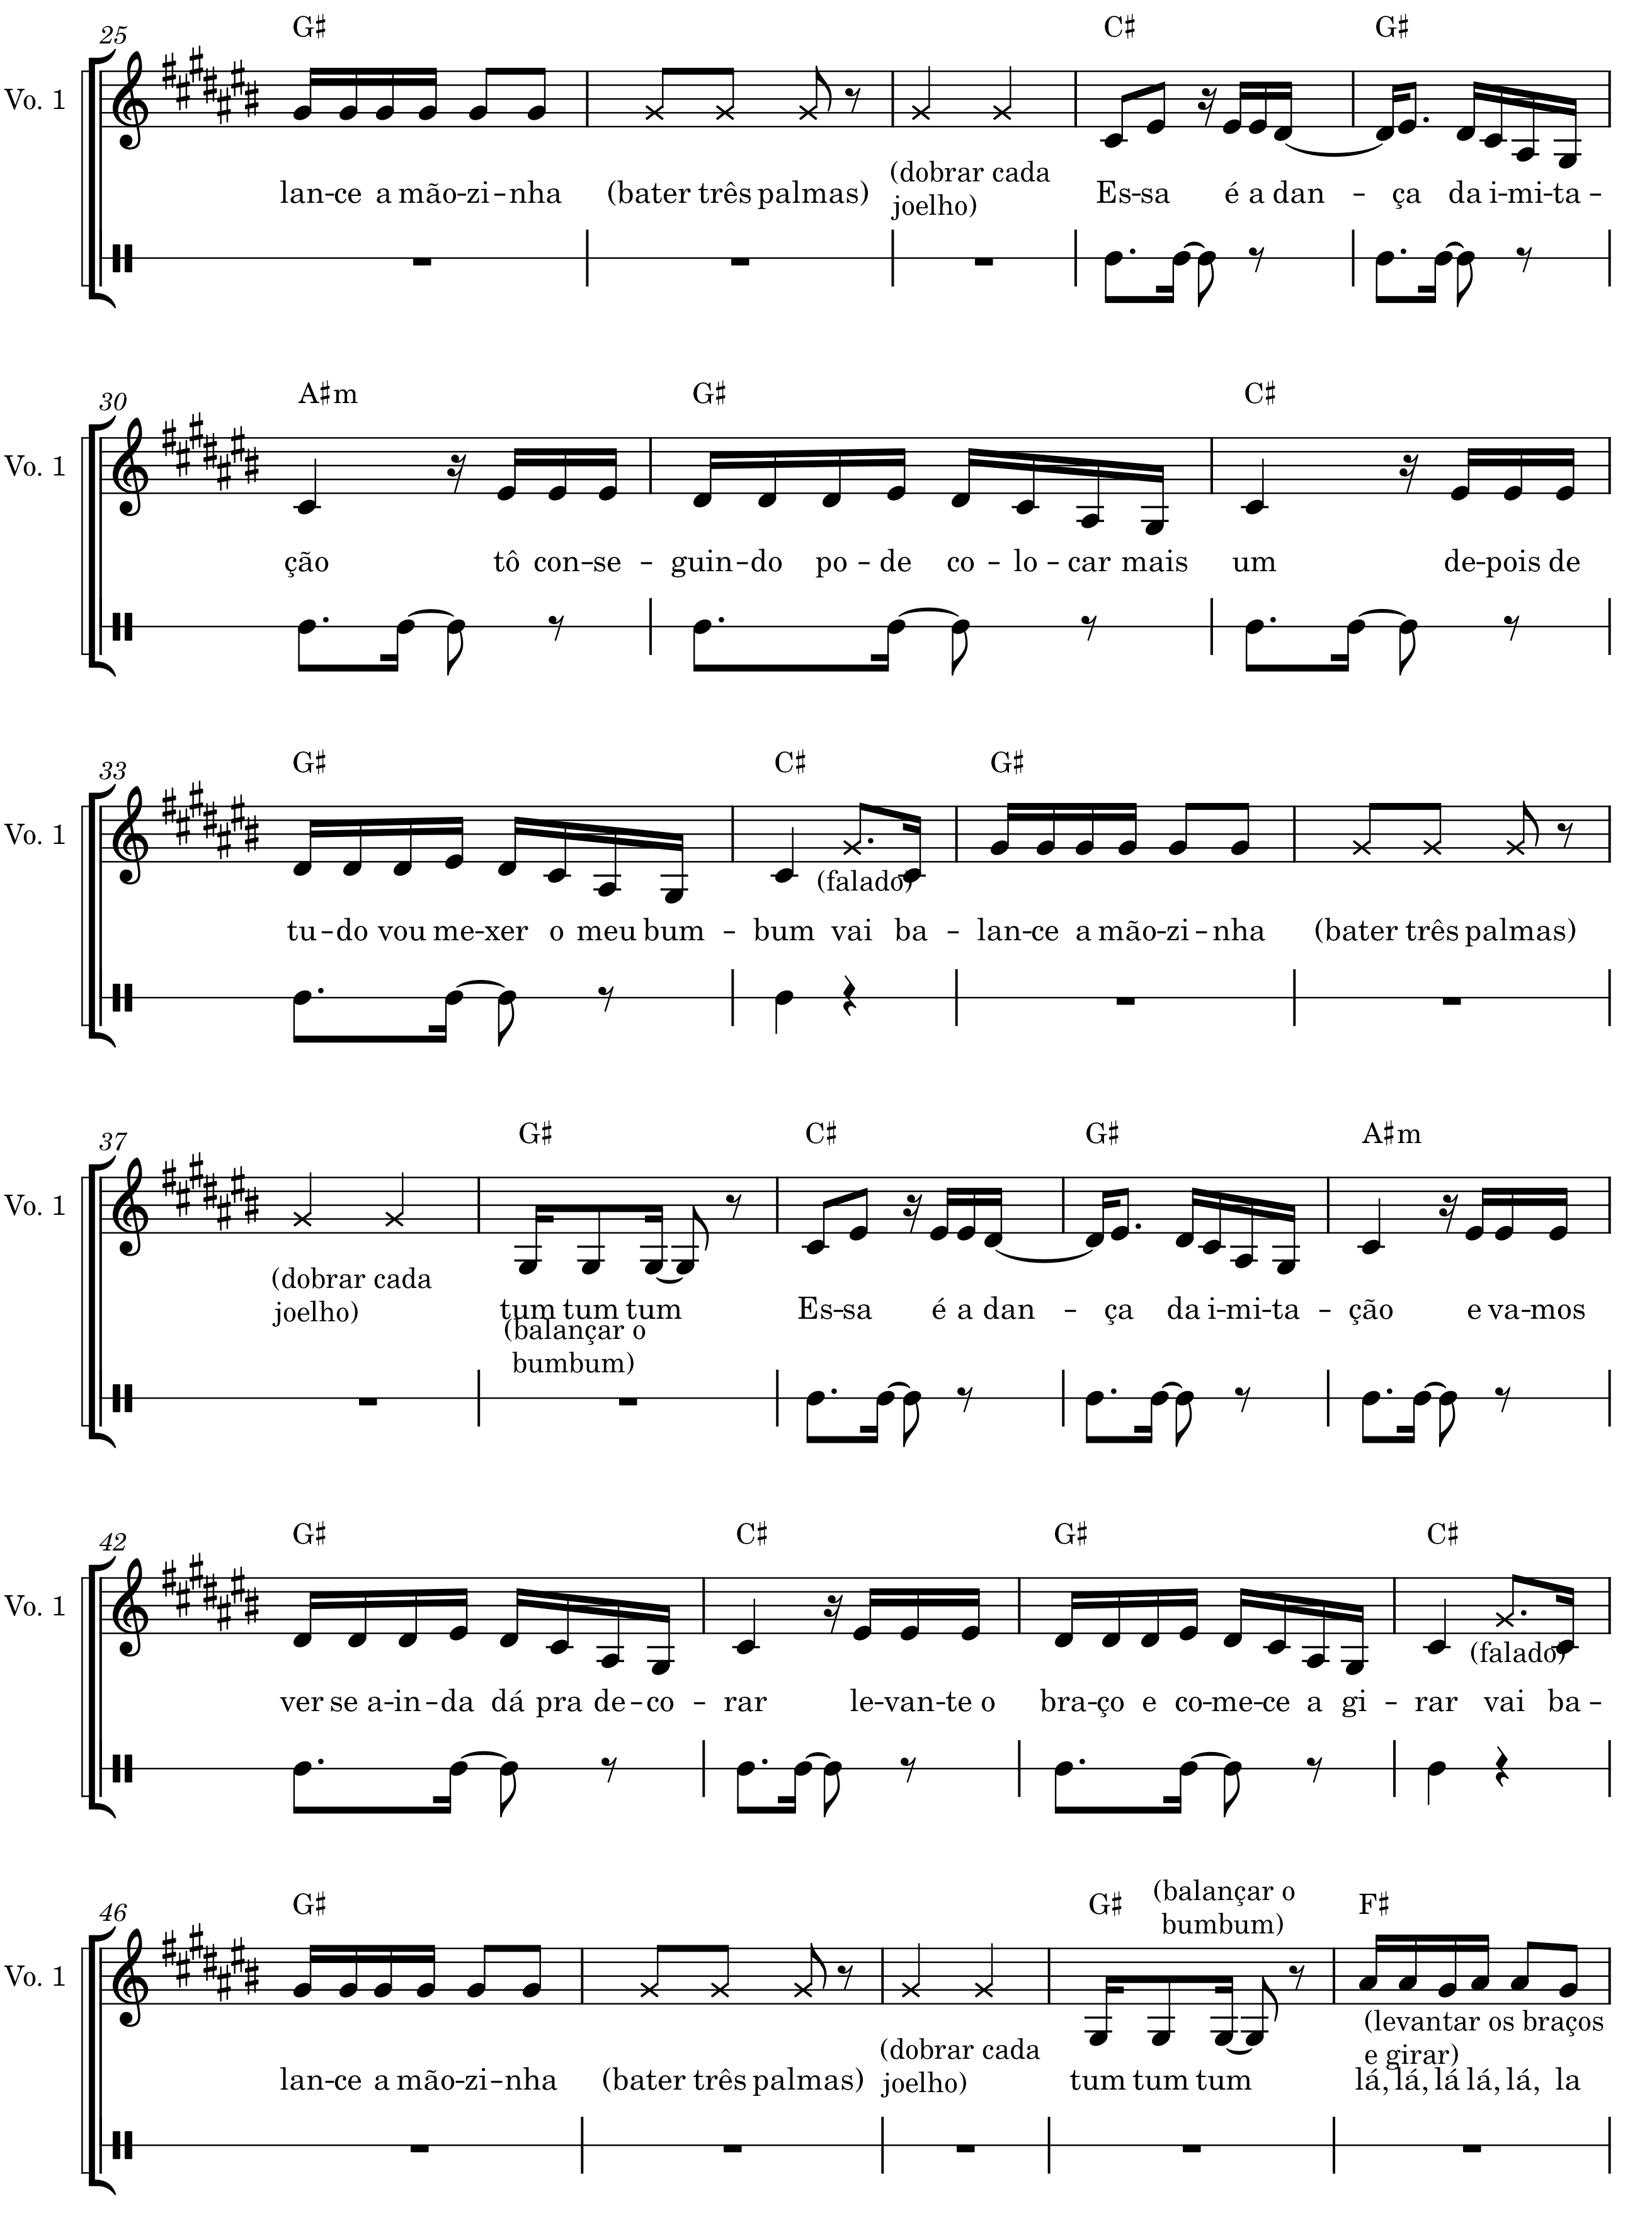 25 G♯ C♯ G♯
Vo. 1
(dobrar cada
joelho)
lan-ce a mão-zi-nha (bater três palmas) Es-sa é a dan - ça da i-mi-ta -
30 A♯m G♯ C♯
Vo. 1
ção tô con-se - guin-do po - de co - lo - car mais um de-pois de
33 G♯ C♯ G♯
Vo. 1
(falado)
tu-do vou me-xer o meu bum - bum vai ba - lan-ce a mão-zi-nha (bater três palmas)
37 G♯ C♯ G♯ A♯m
Vo. 1
(dobrar cada
joelho)
tum tum tum Es-sa é a dan - ça da i-mi-ta - ção e va-mos
(balançar o
bumbum)
42 G♯ C♯ G♯ C♯
Vo. 1
(falado)
ver se a-in-da dá pra de-co - rar le-van-te o bra-ço e co-me-ce a gi - rar vai ba -
(balançar o
bumbum)
46 G♯ G♯ F♯
Vo. 1
(levantar os braços
e girar)
(dobrar cada
joelho)
lan-ce a mão-zi-nha (bater três palmas) tum tum tum lá, lá, lá lá, lá, la